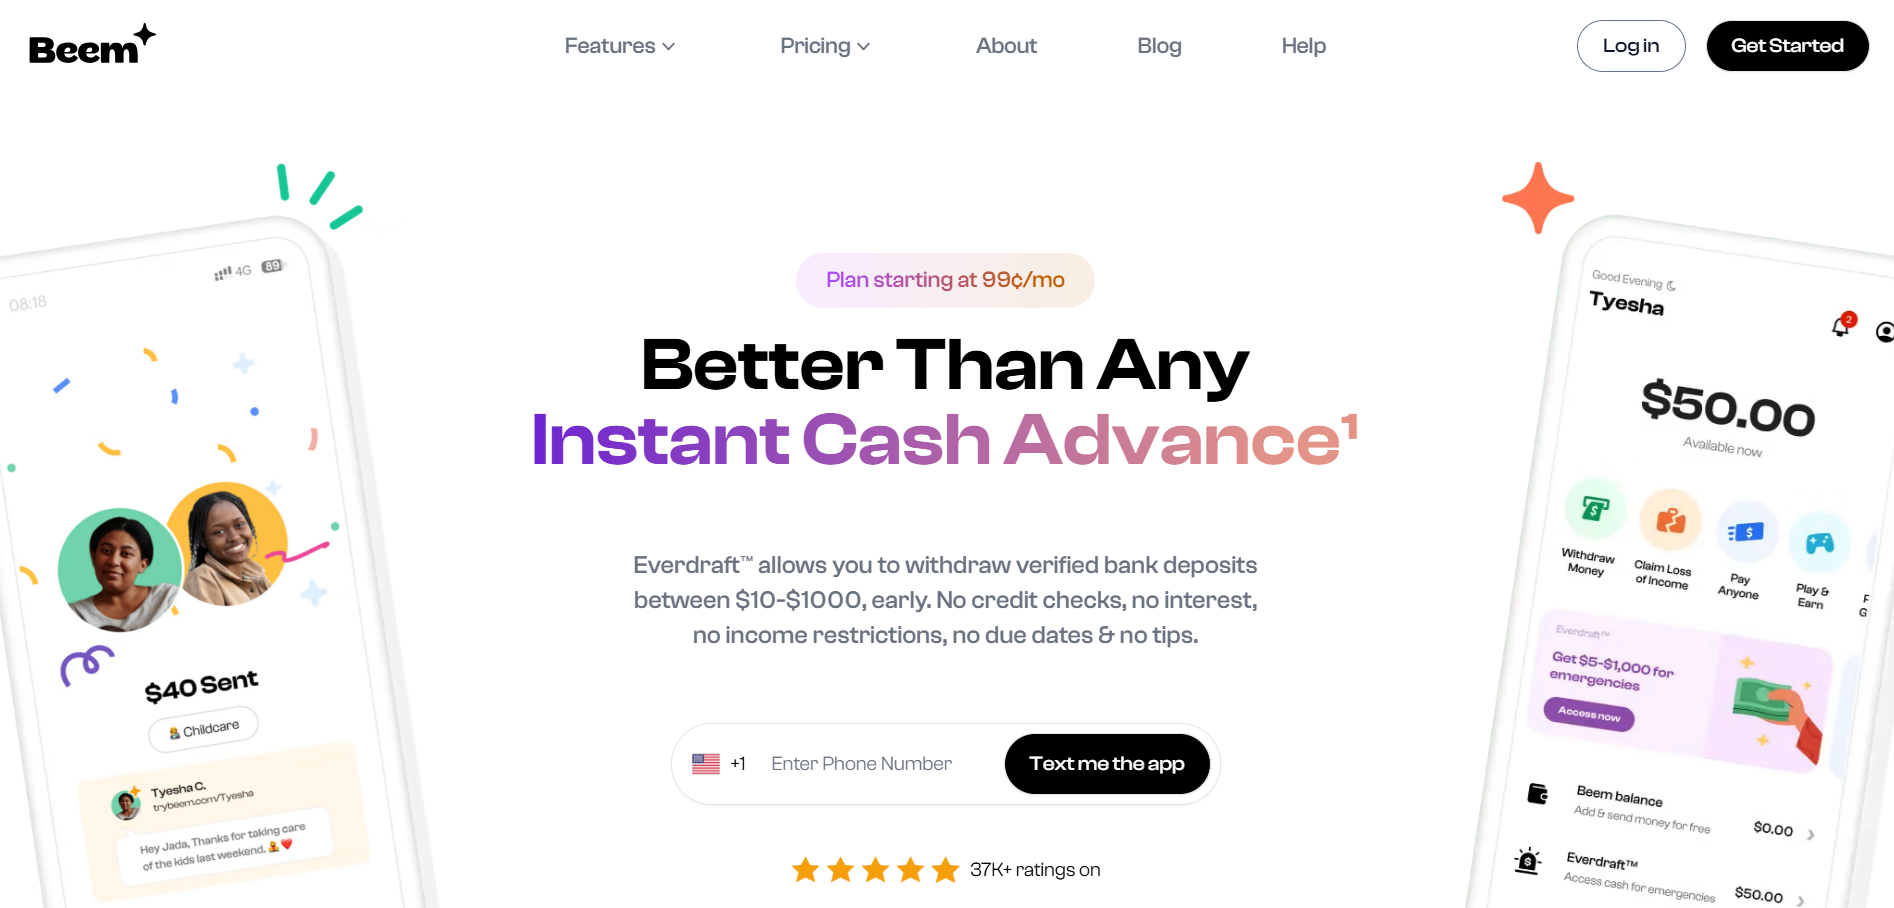 Beem
Features
Pricing
About
Blog
Help
Log in
Get Started
Plan starting at 99¢/mo
Better Than Any
Instant Cash Advance¹
Everdraft™ allows you to withdraw verified bank deposits
between $10-$1000, early. No credit checks, no interest,
no income restrictions, no due dates & no tips.
+1
Enter Phone Number
Text me the app
37K+ ratings on
08:18
4G
89
$40 Sent
Childcare
Tyesha C.
trybeem.com/Tyesha
Hey Jada, Thanks for taking care
of the kids last weekend.
Good Evening
Tyesha
2
$50.00
Available now
Withdraw
Money
Claim Loss
of Income
Pay
Anyone
Play &
Earn
Everdraft™
Get $5-$1,000 for
emergencies
Access now
Beem balance
Add & send money for free
$0.00
Everdraft™
Access cash for emergencies
$50.00